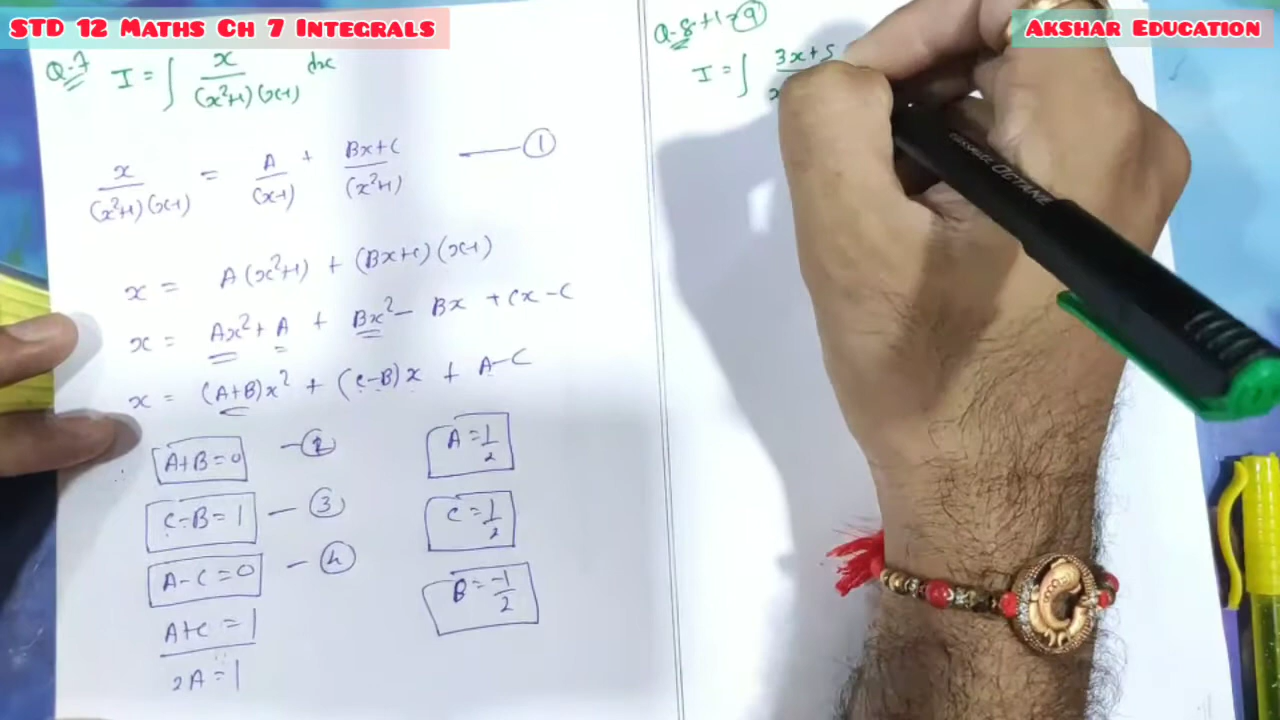 STD 12 Maths Ch 7 Integrals
Akshar Education
Q-7 I = ∫ x / (x²+1)(x-1) dx
x / (x²+1)(x-1) = A / (x-1) + Bx+C / (x²+1) — 1
x = A(x²+1) + (Bx+C)(x-1)
x = Ax² + A + Bx² - Bx + Cx - C
x = (A+B)x² + (C-B)x + A-C
A+B=0 - 2
C-B=1 - 3
A-C=0 - 4
A+C=1
2A=1
A=1/2
C=1/2
B=-1/2
Q-8+1=9
I = ∫ 3x+5
x
OCTANE